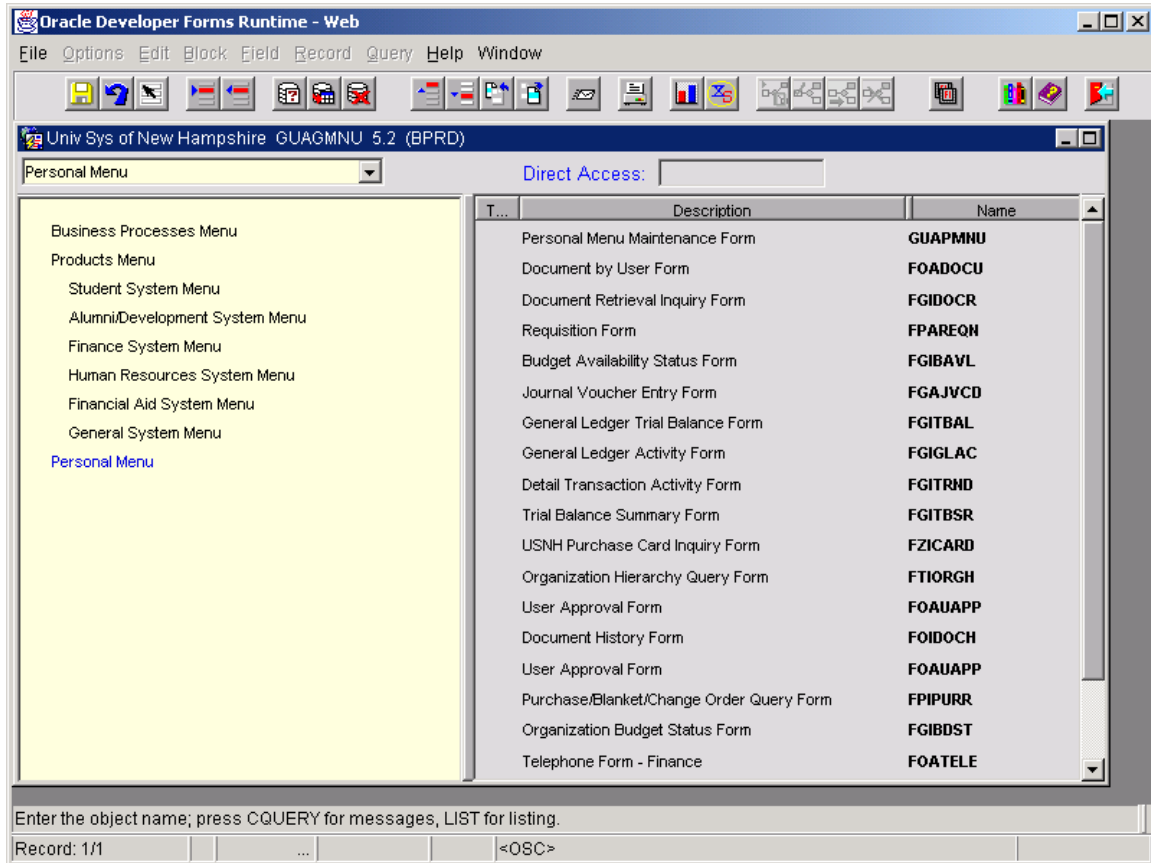 Oracle Developer Forms Runtime - Web
File Options Edit Block Field Record Query Help Window
Univ Sys of New Hampshire GUAGMNU 5.2 (BPRD)
Personal Menu
Direct Access:
Business Processes Menu
Products Menu
Student System Menu
Alumni/Development System Menu
Finance System Menu
Human Resources System Menu
Financial Aid System Menu
General System Menu
Personal Menu
T... Description Name
Personal Menu Maintenance Form GUAPMNU
Document by User Form FOADOCU
Document Retrieval Inquiry Form FGIDOCR
Requisition Form FPAREQN
Budget Availability Status Form FGIBAVL
Journal Voucher Entry Form FGAJVCD
General Ledger Trial Balance Form FGITBAL
General Ledger Activity Form FGIGLAC
Detail Transaction Activity Form FGITRND
Trial Balance Summary Form FGITBSR
USNH Purchase Card Inquiry Form FZICARD
Organization Hierarchy Query Form FTIORGH
User Approval Form FOAUAPP
Document History Form FOIDOCH
User Approval Form FOAUAPP
Purchase/Blanket/Change Order Query Form FPIPURR
Organization Budget Status Form FGIBDST
Telephone Form - Finance FOATELE
Enter the object name; press CQUERY for messages, LIST for listing.
Record: 1/1 ... <OSC>